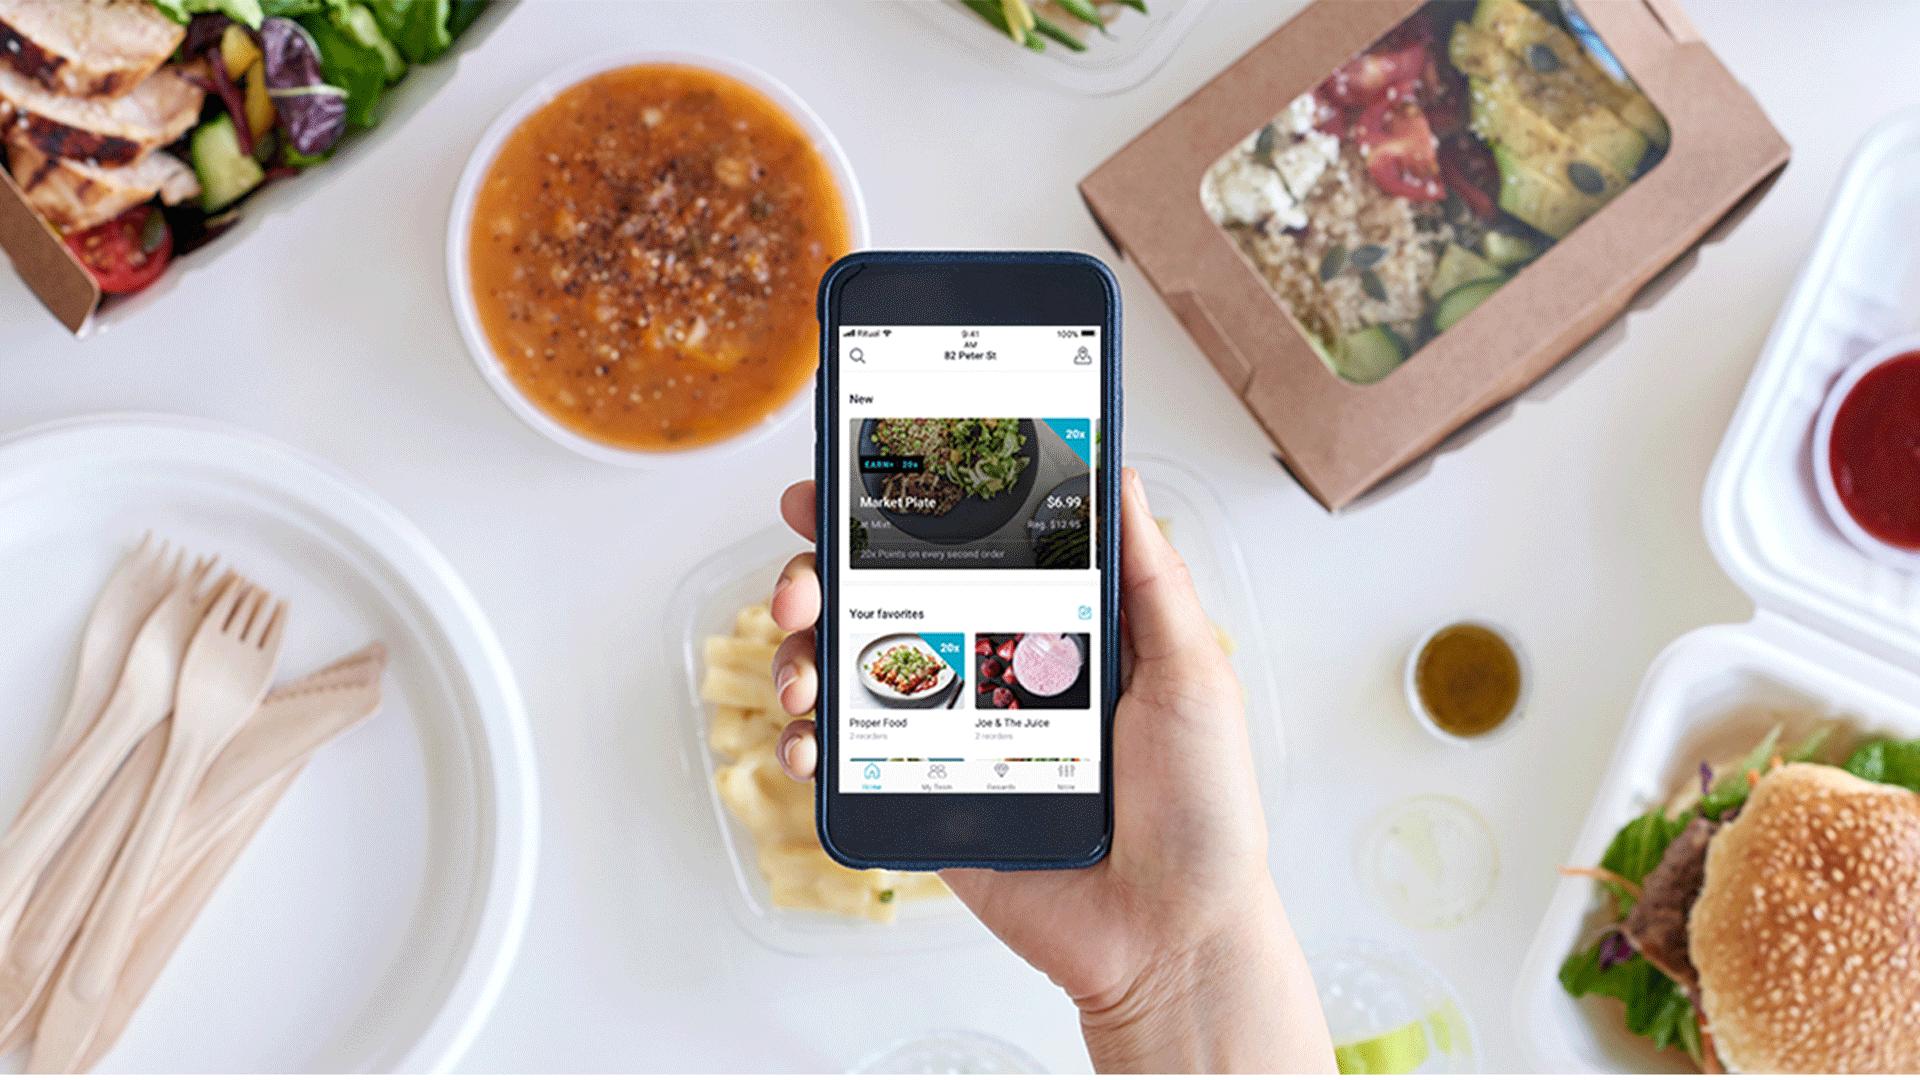 Ritual 9:41 AM 100%
82 Peter St
New
20x
EARN+ 20x
Market Plate $6.99
at Mixt Reg. $12.95
20x Points on every second order
Your favorites
20x
Proper Food Joe & The Juice
2 reorders 2 reorders
Home My Team Rewards More